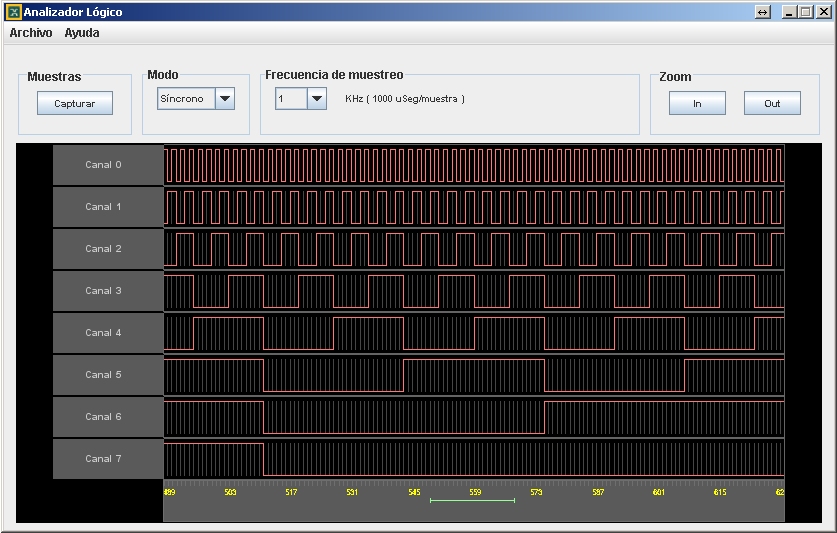 Analizador Lógico
Archivo Ayuda
Muestras
Capturar
Modo
Síncrono
Frecuencia de muestreo
1 KHz ( 1000 uSeg/muestra )
Zoom
In Out
Canal 0
Canal 1
Canal 2
Canal 3
Canal 4
Canal 5
Canal 6
Canal 7
489 503 517 531 545 559 573 587 601 615 62